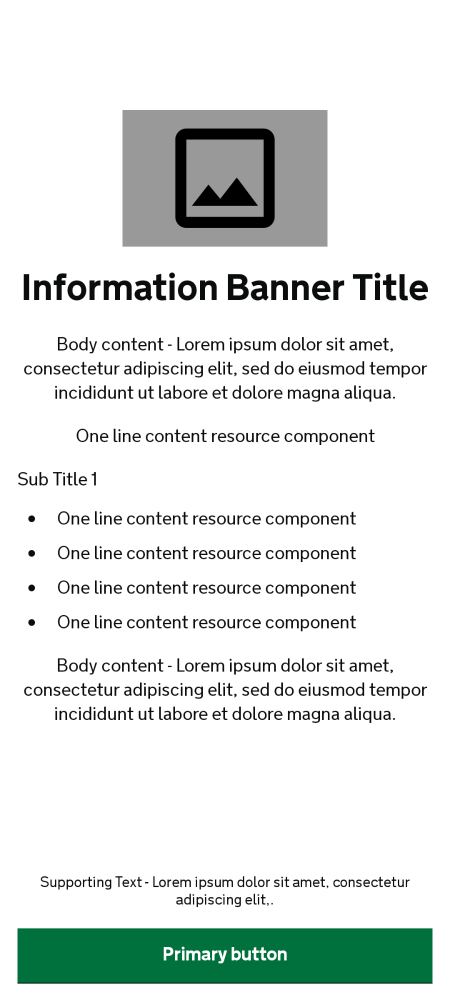 Information Banner Title
Body content - Lorem ipsum dolor sit amet,
consectetur adipiscing elit, sed do eiusmod tempor
incididunt ut labore et dolore magna aliqua.
One line content resource component
Sub Title 1
• One line content resource component
• One line content resource component
• One line content resource component
• One line content resource component
Body content - Lorem ipsum dolor sit amet,
consectetur adipiscing elit, sed do eiusmod tempor
incididunt ut labore et dolore magna aliqua.
Supporting Text - Lorem ipsum dolor sit amet, consectetur
adipiscing elit,.
Primary button